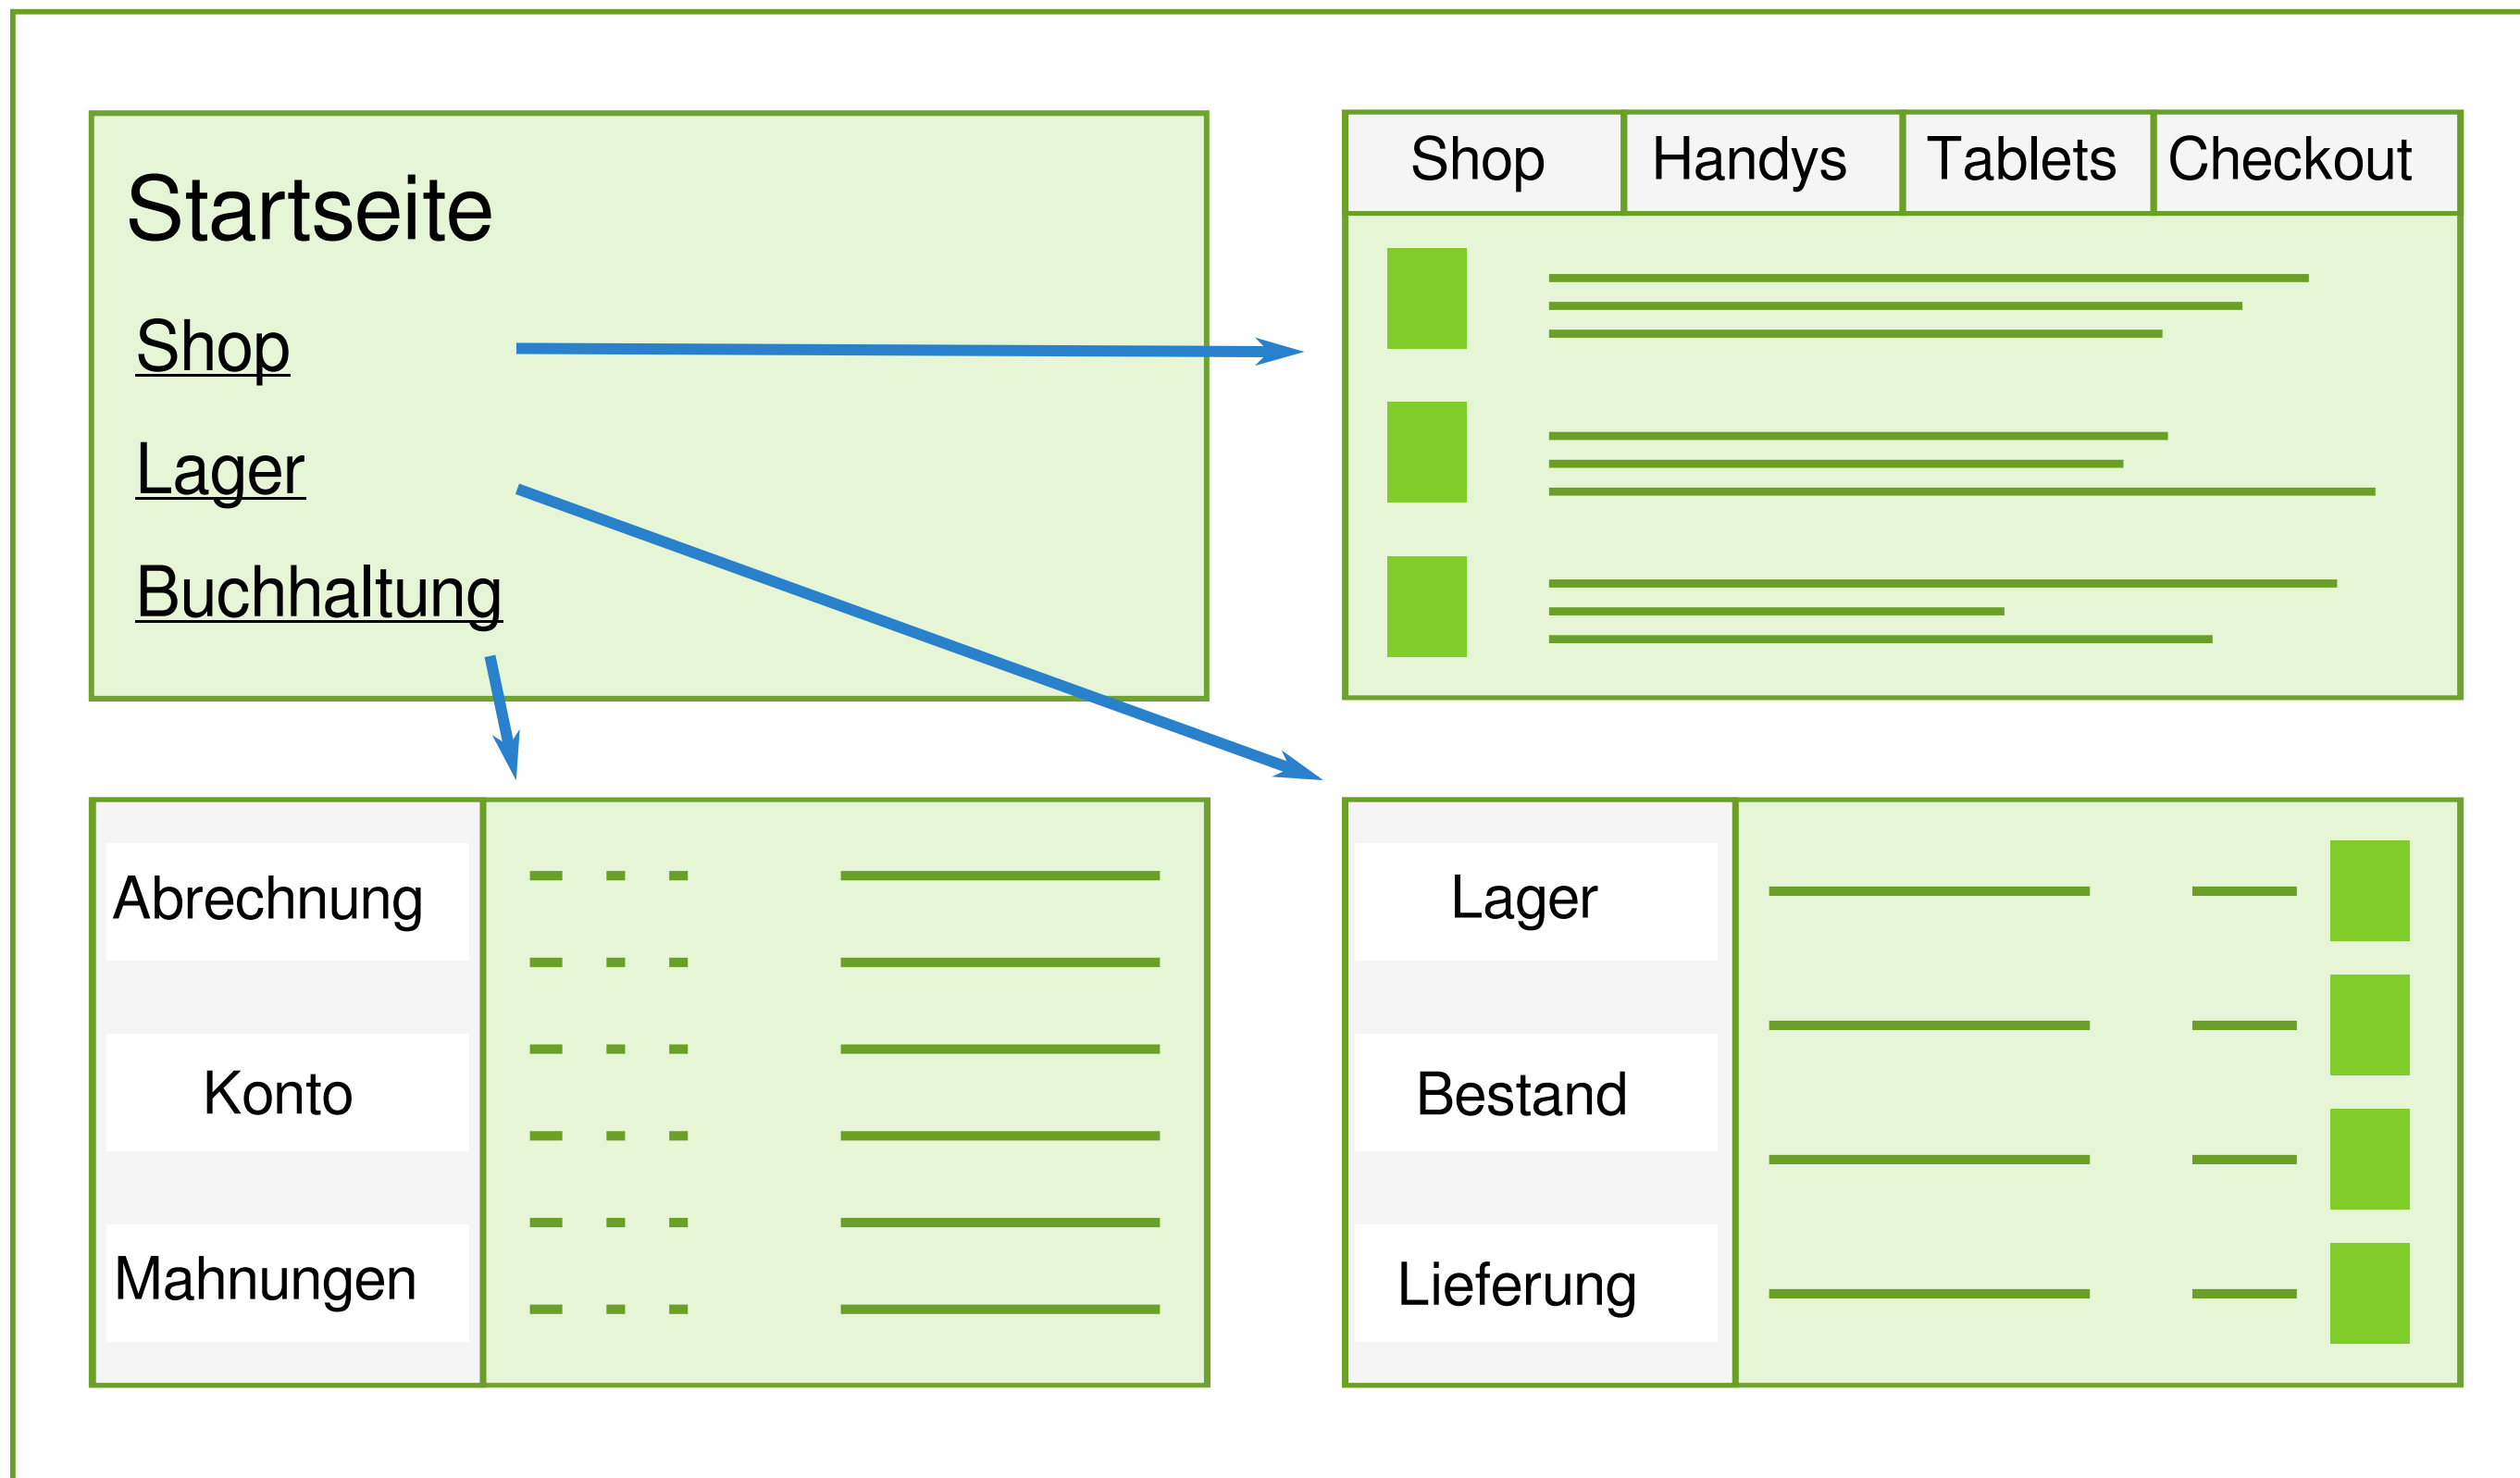 Startseite
Shop
Lager
Buchhaltung
Shop Handys Tablets Checkout
Abrechnung
Konto
Mahnungen
Lager
Bestand
Lieferung